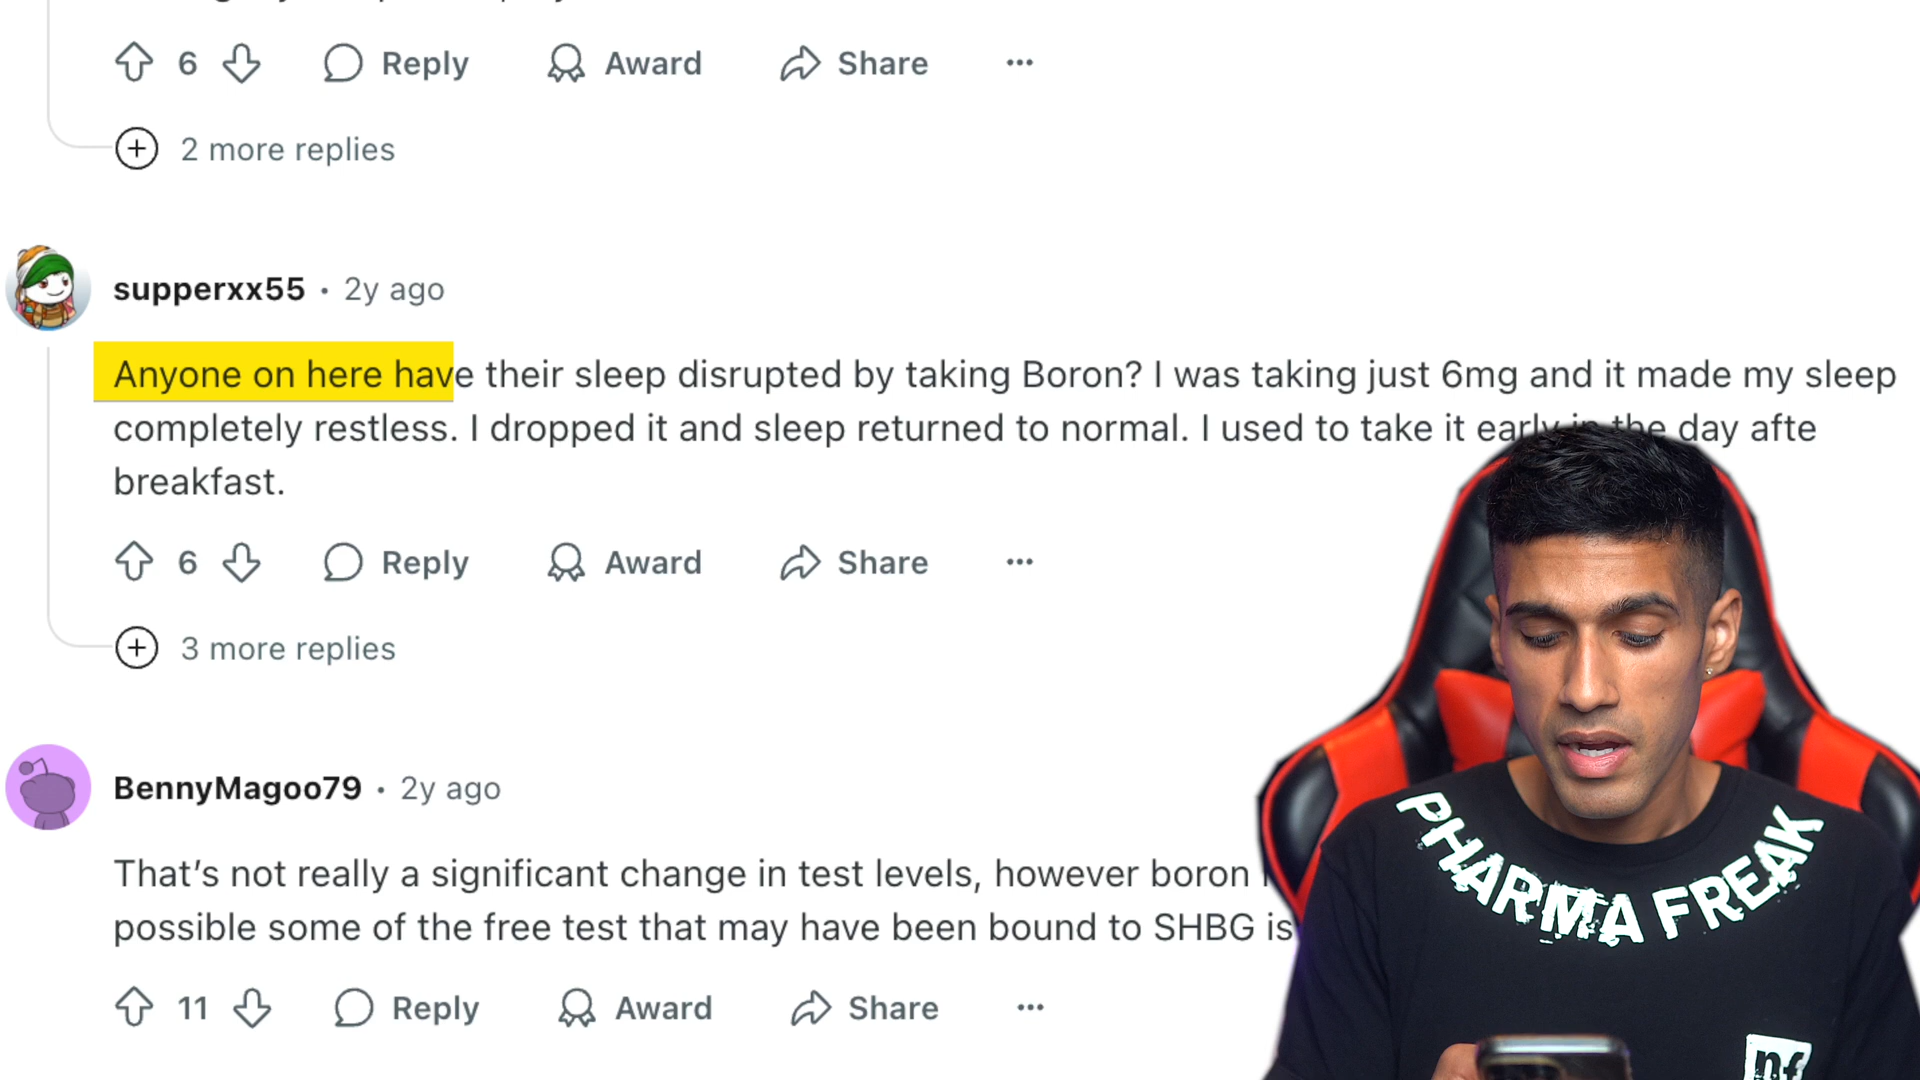 6 Reply Award Share
2 more replies
supperxx55 • 2y ago
Anyone on here have their sleep disrupted by taking Boron? I was taking just 6mg and it made my sleep
completely restless. I dropped it and sleep returned to normal. I used to take it early in the day afte
breakfast.
6 Reply Award Share
3 more replies
BennyMagoo79 • 2y ago
That's not really a significant change in test levels, however boron
possible some of the free test that may have been bound to SHBG is
11 Reply Award Share
PHARMA FREAK
pf